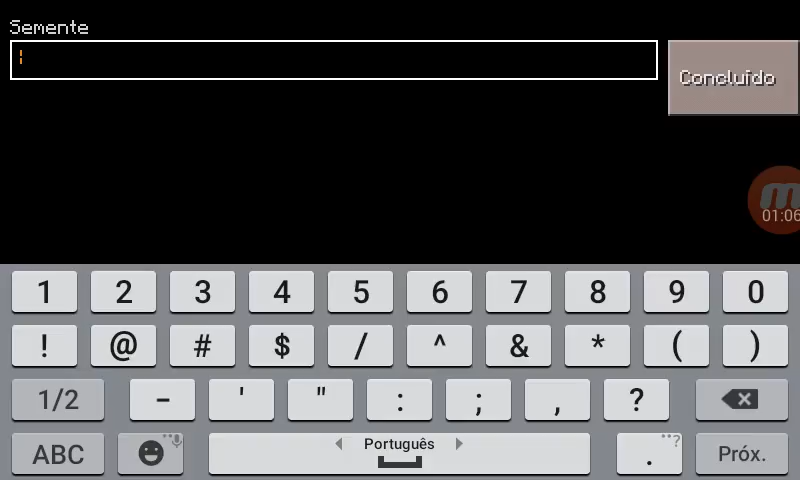 Semente
Concluído
m
01:06
1 2 3 4 5 6 7 8 9 0
! @ # $ / ^ & * ( )
1/2 - ' " : ; , ?
ABC Português . ..? Próx.